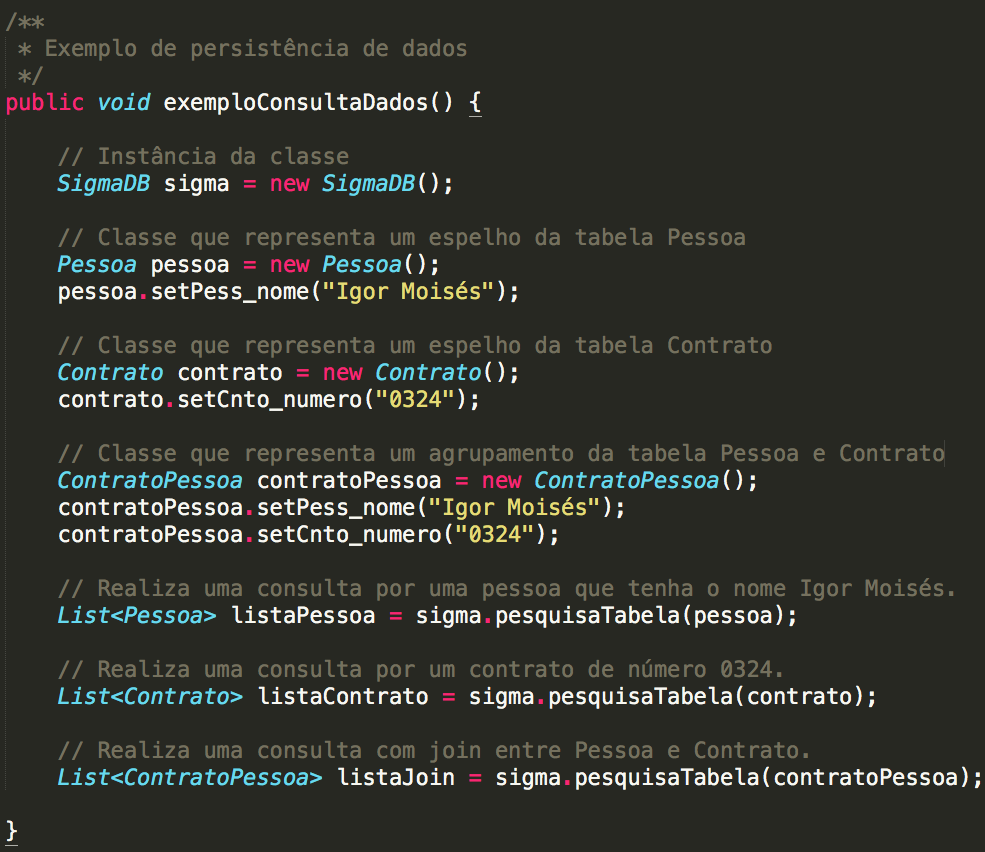 /**
 * Exemplo de persistência de dados
 */
public void exemploConsultaDados() {
// Instância da classe
SigmaDB sigma = new SigmaDB();
// Classe que representa um espelho da tabela Pessoa
Pessoa pessoa = new Pessoa();
pessoa.setPess_nome("Igor Moisés");
// Classe que representa um espelho da tabela Contrato
Contrato contrato = new Contrato();
contrato.setCnto_numero("0324");
// Classe que representa um agrupamento da tabela Pessoa e Contrato
ContratoPessoa contratoPessoa = new ContratoPessoa();
contratoPessoa.setPess_nome("Igor Moisés");
contratoPessoa.setCnto_numero("0324");
// Realiza uma consulta por uma pessoa que tenha o nome Igor Moisés.
List<Pessoa> listaPessoa = sigma.pesquisaTabela(pessoa);
// Realiza uma consulta por um contrato de número 0324.
List<Contrato> listaContrato = sigma.pesquisaTabela(contrato);
// Realiza uma consulta com join entre Pessoa e Contrato.
List<ContratoPessoa> listaJoin = sigma.pesquisaTabela(contratoPessoa);
}